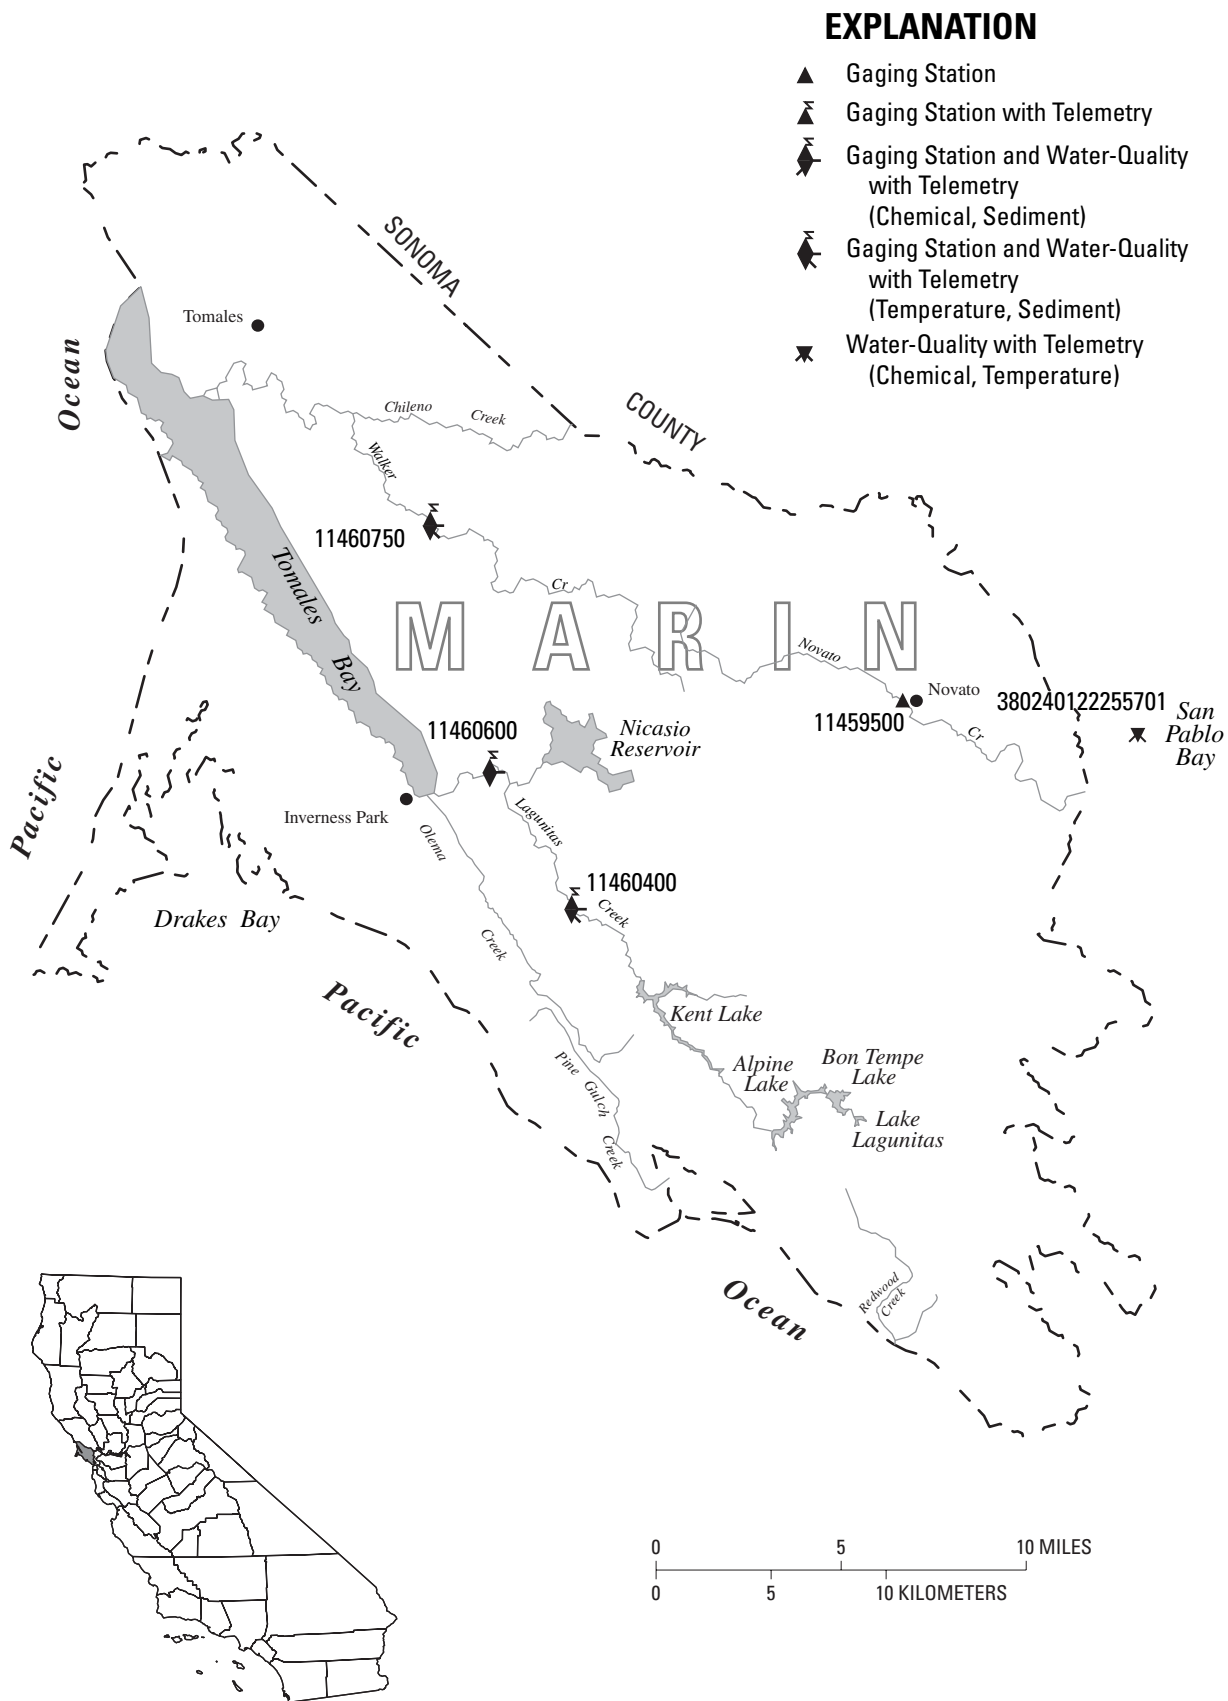 EXPLANATION
Gaging Station
Gaging Station with Telemetry
Gaging Station and Water-Quality
with Telemetry
(Chemical, Sediment)
Gaging Station and Water-Quality
with Telemetry
(Temperature, Sediment)
Water-Quality with Telemetry
(Chemical, Temperature)
SONOMA
COUNTY
Tomales
Ocean
Chileno Creek
Walker
11460750
Cr
Tomales
Bay
MARIN
Novato
Novato
11459500
380240122255701
San
Pablo
Bay
Cr
11460600
Nicasio
Reservoir
Pacific
Inverness Park
Olema
Lagunitas
11460400
Creek
Drakes Bay
Creek
Pacific
Kent Lake
Pine Gulch Creek
Alpine
Lake
Bon Tempe
Lake
Lake
Lagunitas
Ocean
Redwood
Creek
0 5 10 MILES
0 5 10 KILOMETERS